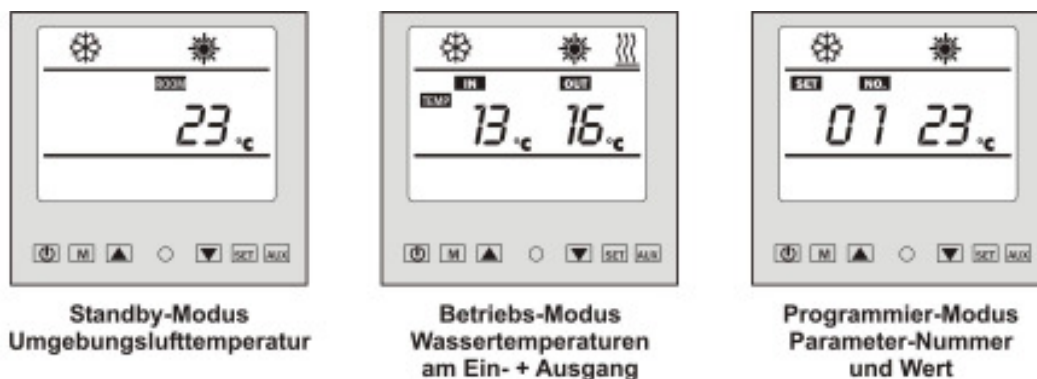 ROOM
23 °C
M SET AUX
Standby-Modus
Umgebungslufttemperatur
IN OUT
TEMP
13 °C 16 °C
M SET AUX
Betriebs-Modus
Wassertemperaturen
am Ein- + Ausgang
SET NO.
01 23 °C
M SET AUX
Programmier-Modus
Parameter-Nummer
und Wert